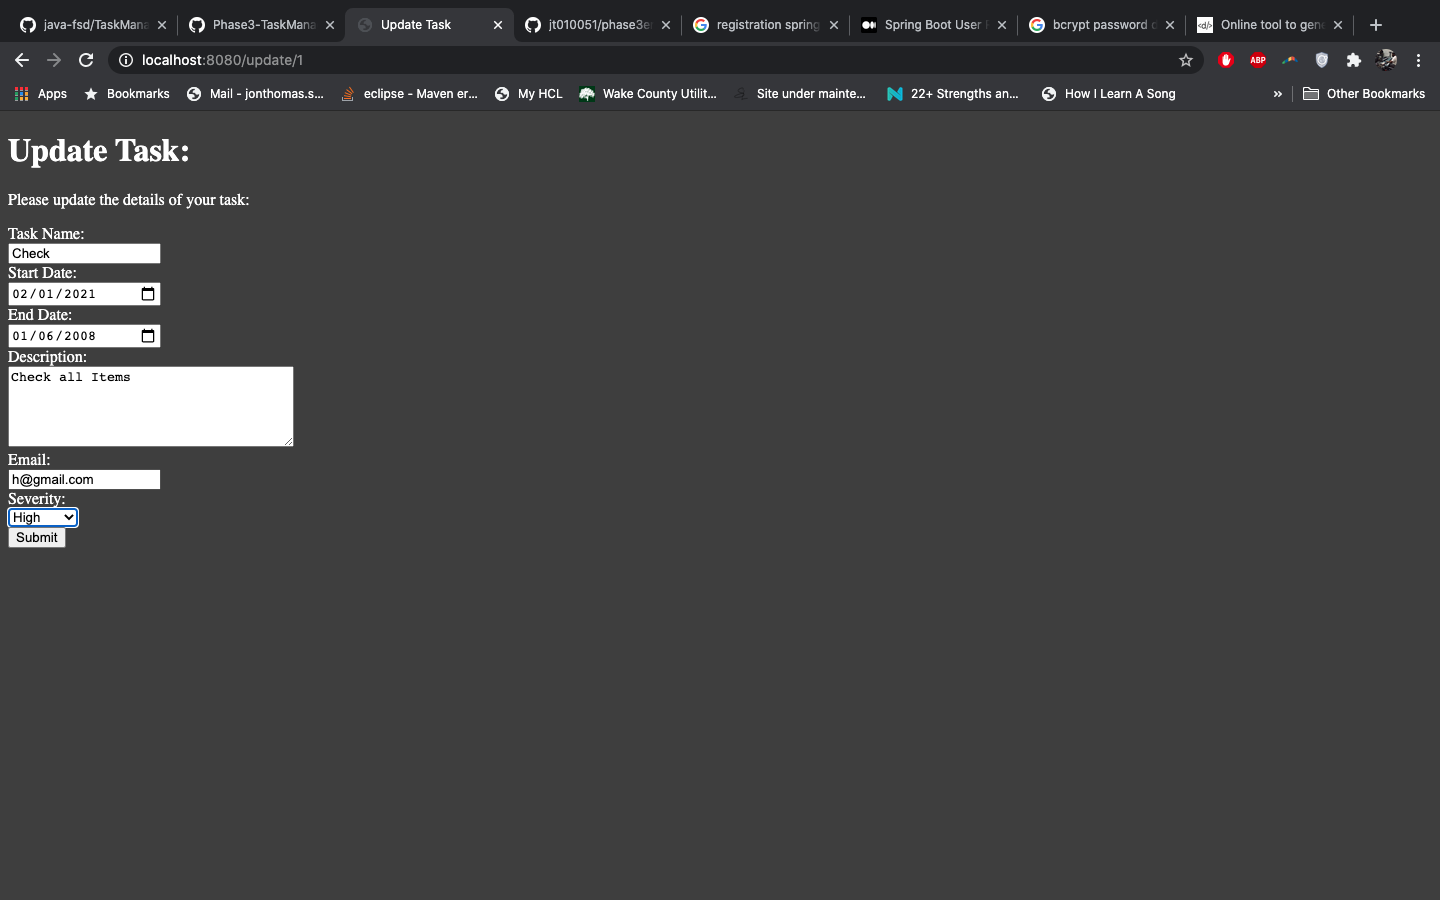 java-fsd/TaskMana
Phase3-TaskMana
Update Task
jt010051/phase3e
registration spring
Spring Boot User
bcrypt password
Online tool to gen
localhost:8080/update/1
ABP
Apps
Bookmarks
Mail - jonthomas.s...
eclipse - Maven er...
My HCL
Wake County Utilit...
Site under mainte...
22+ Strengths an...
How I Learn A Song
»
Other Bookmarks
Update Task:
Please update the details of your task:
Task Name:
Check
Start Date:
02/01/2021
End Date:
01/06/2008
Description:
Check all Items
Email:
h@gmail.com
Severity:
High
Submit